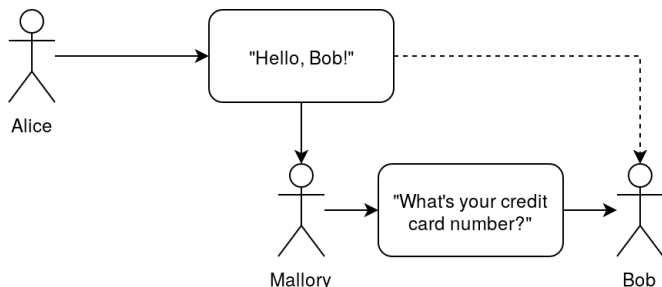 "Hello, Bob!"
Alice
"What's your credit
card number?"
Mallory
Bob